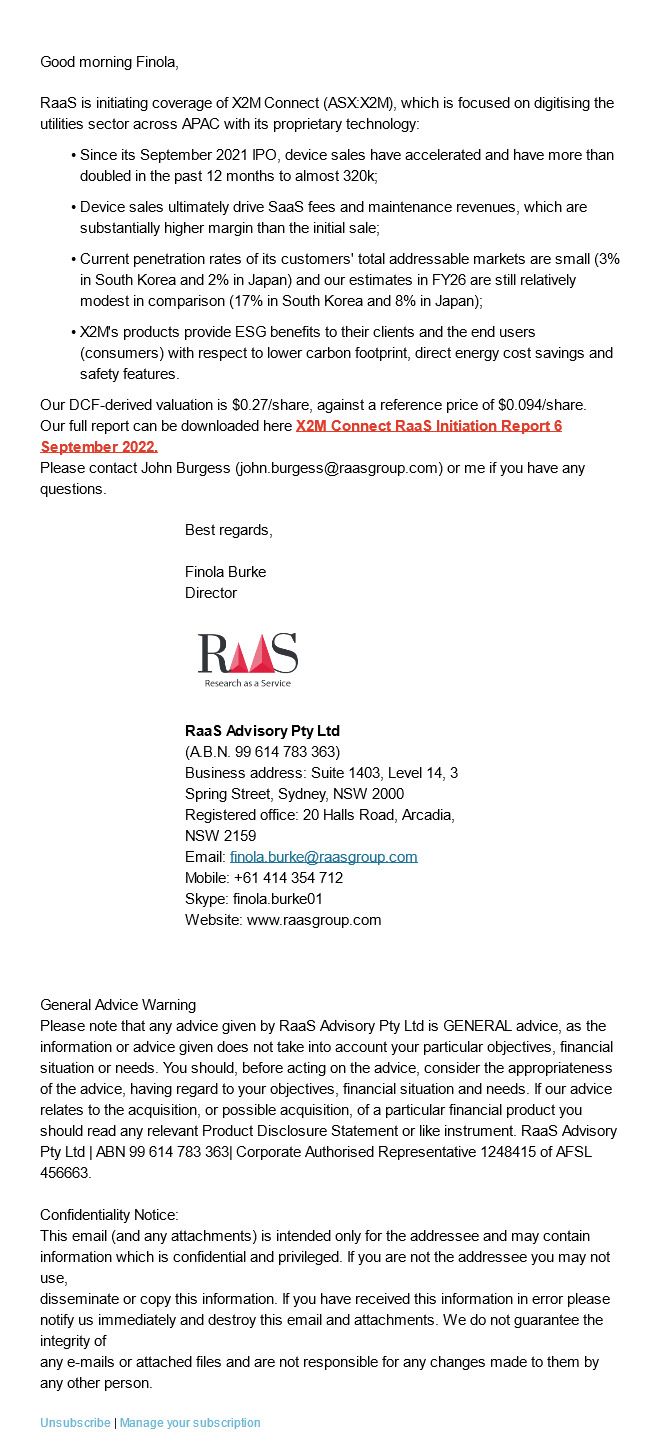 Good morning Finola,
RaaS is initiating coverage of X2M Connect (ASX:X2M), which is focused on digitising the
utilities sector across APAC with its proprietary technology:
• Since its September 2021 IPO, device sales have accelerated and have more than
doubled in the past 12 months to almost 320k;
• Device sales ultimately drive SaaS fees and maintenance revenues, which are
substantially higher margin than the initial sale;
• Current penetration rates of its customers' total addressable markets are small (3%
in South Korea and 2% in Japan) and our estimates in FY26 are still relatively
modest in comparison (17% in South Korea and 8% in Japan);
• X2M's products provide ESG benefits to their clients and the end users
(consumers) with respect to lower carbon footprint, direct energy cost savings and
safety features.
Our DCF-derived valuation is $0.27/share, against a reference price of $0.094/share.
Our full report can be downloaded here X2M Connect RaaS Initiation Report 6
September 2022.
Please contact John Burgess (john.burgess@raasgroup.com) or me if you have any
questions.
Best regards,
Finola Burke
Director
RAAS
Research as a Service
RaaS Advisory Pty Ltd
(A.B.N. 99 614 783 363)
Business address: Suite 1403, Level 14, 3
Spring Street, Sydney, NSW 2000
Registered office: 20 Halls Road, Arcadia,
NSW 2159
Email: finola.burke@raasgroup.com
Mobile: +61 414 354 712
Skype: finola.burke01
Website: www.raasgroup.com
General Advice Warning
Please note that any advice given by RaaS Advisory Pty Ltd is GENERAL advice, as the
information or advice given does not take into account your particular objectives, financial
situation or needs. You should, before acting on the advice, consider the appropriateness
of the advice, having regard to your objectives, financial situation and needs. If our advice
relates to the acquisition, or possible acquisition, of a particular financial product you
should read any relevant Product Disclosure Statement or like instrument. RaaS Advisory
Pty Ltd | ABN 99 614 783 363| Corporate Authorised Representative 1248415 of AFSL
456663.
Confidentiality Notice:
This email (and any attachments) is intended only for the addressee and may contain
information which is confidential and privileged. If you are not the addressee you may not
use,
disseminate or copy this information. If you have received this information in error please
notify us immediately and destroy this email and attachments. We do not guarantee the
integrity of
any e-mails or attached files and are not responsible for any changes made to them by
any other person.
Unsubscribe | Manage your subscription